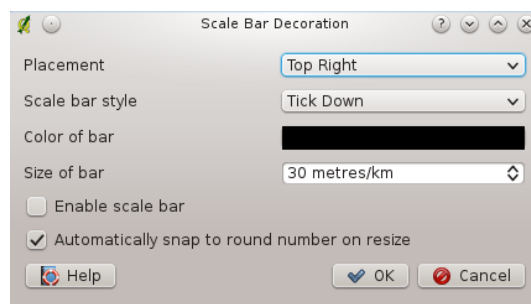 Scale Bar Decoration
Placement Top Right
Scale bar style Tick Down
Color of bar
Size of bar 30 metres/km
Enable scale bar
Automatically snap to round number on resize
Help OK Cancel